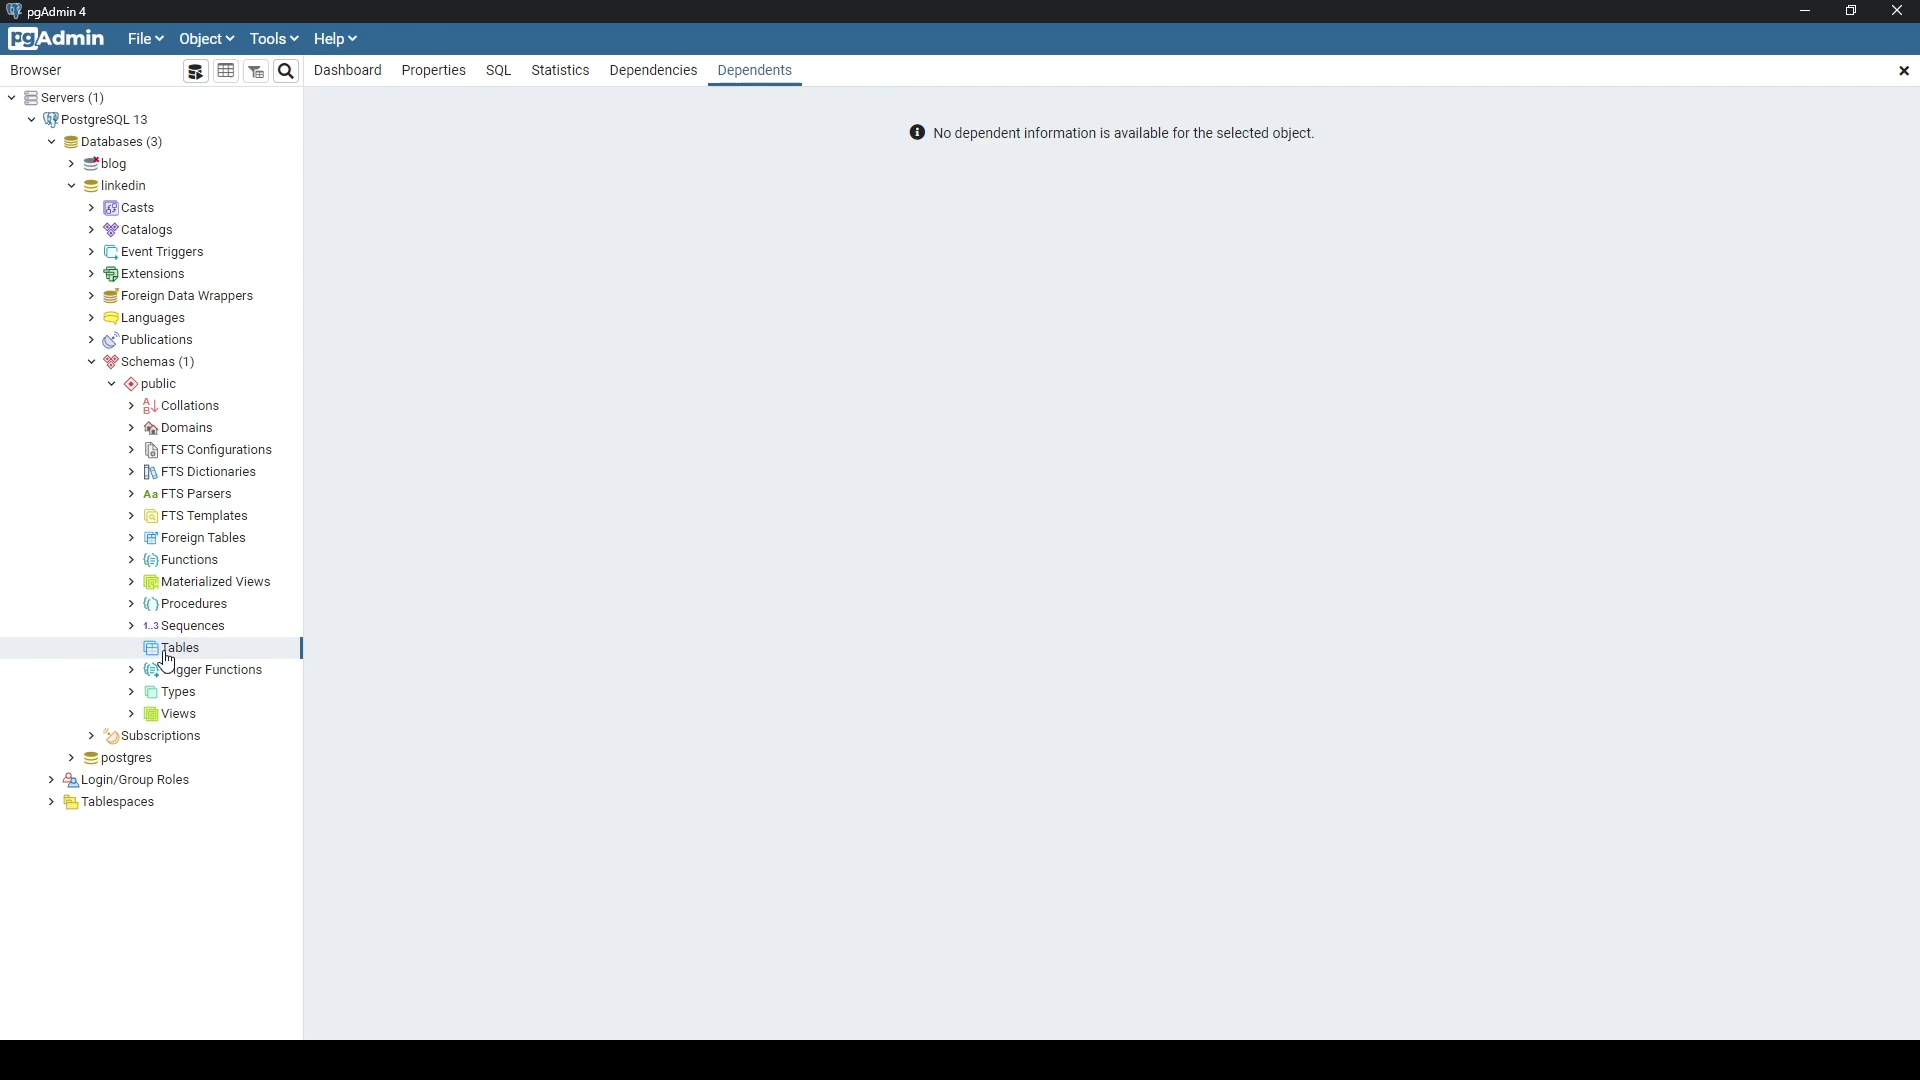 pgAdmin 4
pgAdmin File Object Tools Help
Browser
Dashboard Properties SQL Statistics Dependencies Dependents
Servers (1)
PostgreSQL 13
Databases (3)
blog
linkedin
Casts
Catalogs
Event Triggers
Extensions
Foreign Data Wrappers
Languages
Publications
Schemas (1)
public
Collations
Domains
FTS Configurations
FTS Dictionaries
Aa FTS Parsers
FTS Templates
Foreign Tables
Functions
Materialized Views
Procedures
1..3 Sequences
Tables
gger Functions
Types
Views
Subscriptions
postgres
Login/Group Roles
Tablespaces
No dependent information is available for the selected object.